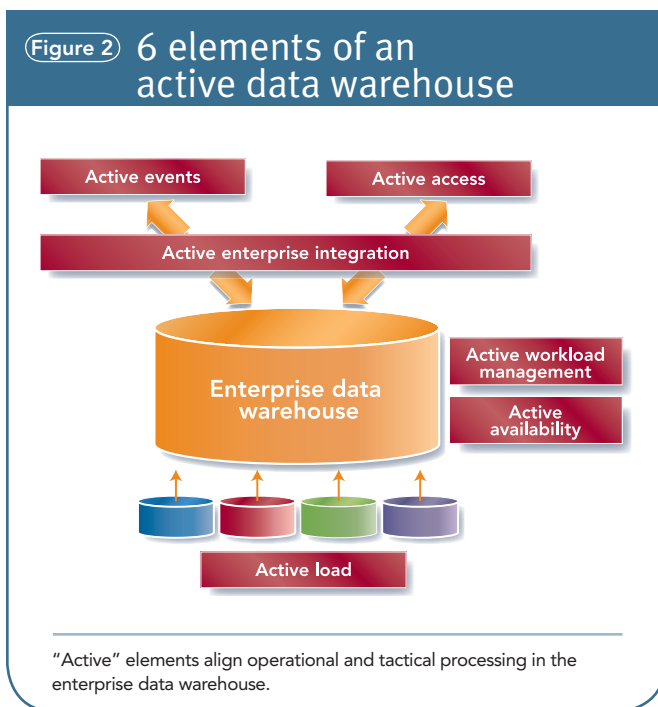 Figure 2
6 elements of an
active data warehouse
Active events
Active access
Active enterprise integration
Enterprise data
warehouse
Active workload
management
Active
availability
Active load
“Active” elements align operational and tactical processing in the
enterprise data warehouse.